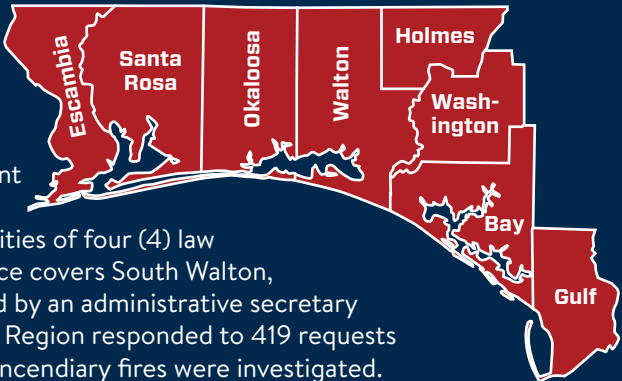 Escambia
Santa
Rosa
Okaloosa
Walton
Holmes
Wash-
ington
Bay
Gulf
nt
ities of four (4) law
ce covers South Walton,
d by an administrative secretary
Region responded to 419 requests
ncendiary fires were investigated.